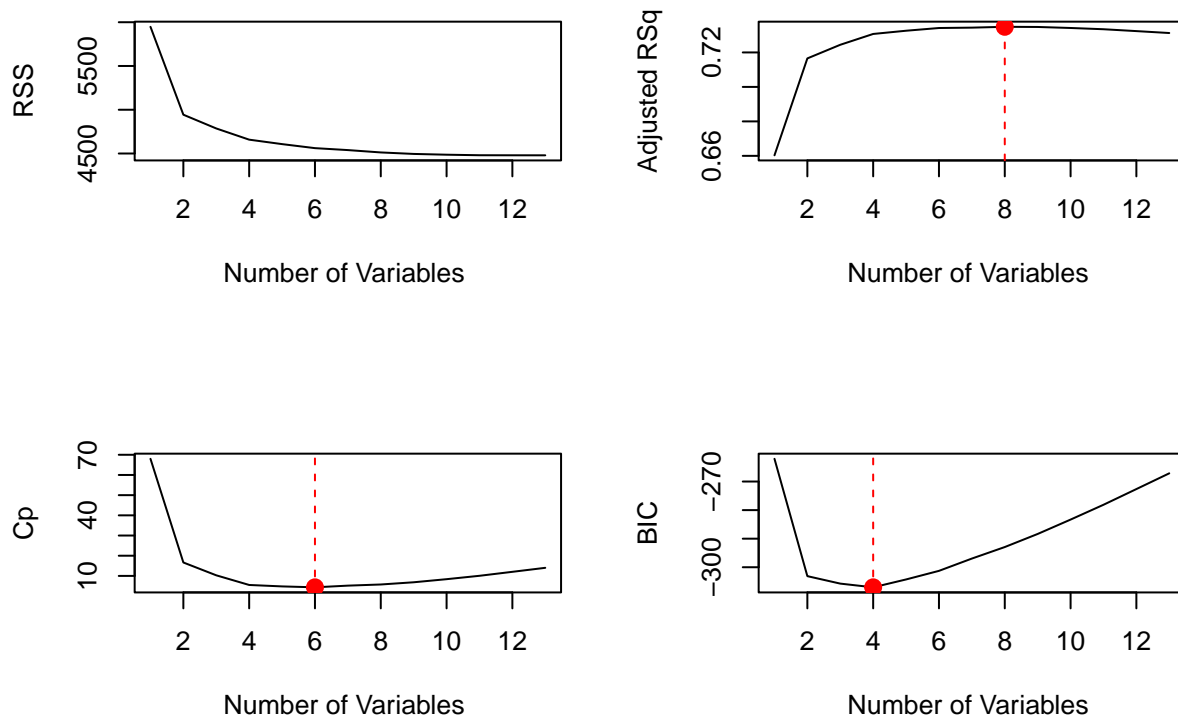 RSS
4500 5500
2 4 6 8 10 12
Number of Variables
Adjusted RSq
0.66 0.72
2 4 6 8 10 12
Number of Variables
Cp
10 40 70
2 4 6 8 10 12
Number of Variables
BIC
−300 −270
2 4 6 8 10 12
Number of Variables